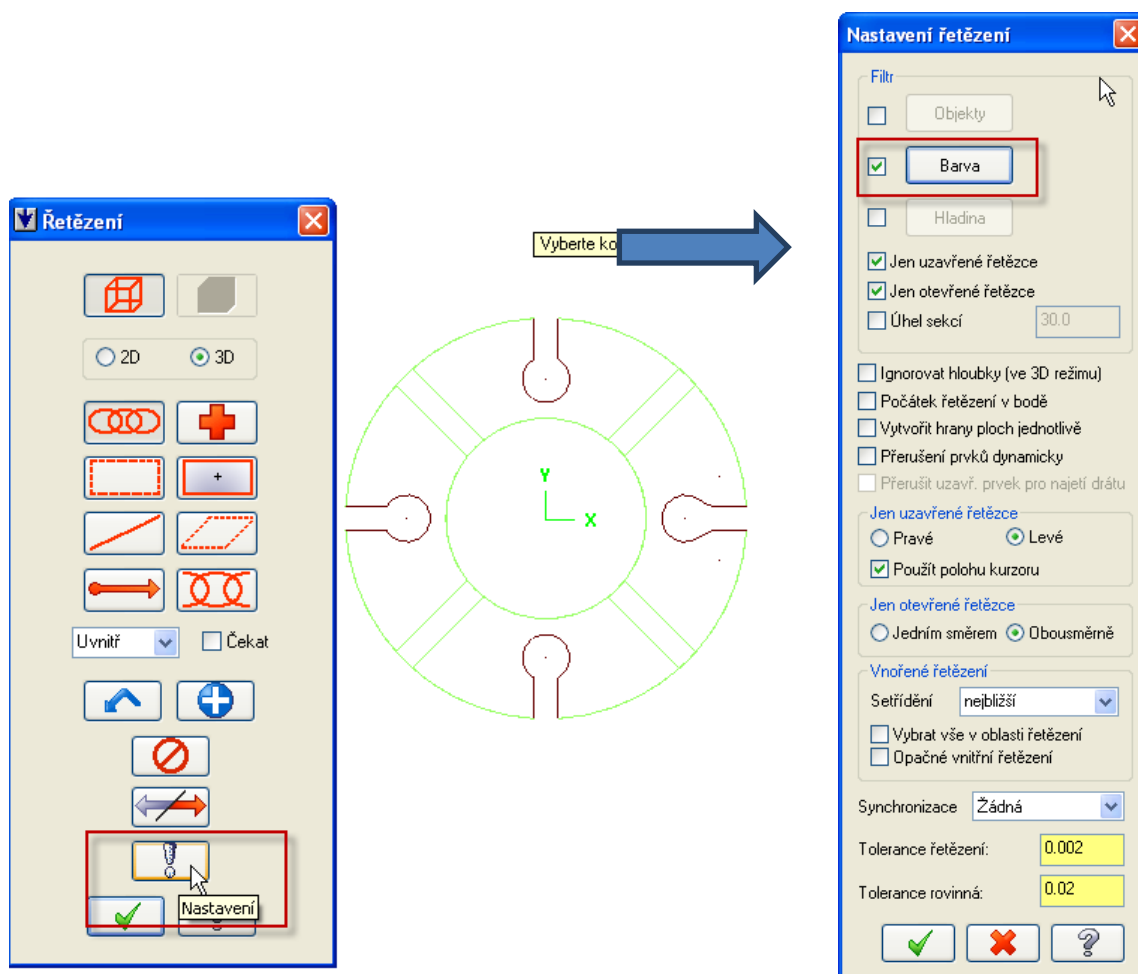 Řetězení
2D
3D
+
Uvnitř
Čekat
Nastavení
Vyberte
Y
X
Nastavení řetězení
Filtr
Objekty
Barva
Hladina
Jen uzavřené řetězce
Jen otevřené řetězce
Úhel sekcí 30.0
Ignorovat hloubky (ve 3D režimu)
Počátek řetězení v bodě
Vytvořit hrany ploch jednotlivě
Přerušení prvků dynamicky
Přerušit uzavř. prvek pro najetí drátu
Jen uzavřené řetězce
Pravé Levé
Použít polohu kurzoru
Jen otevřené řetězce
Jedním směrem Obousměrně
Vnořené řetězení
Setřídění nejbližší
Vybrat vše v oblasti řetězení
Opačné vnitřní řetězení
Synchronizace Žádná
Tolerance řetězení: 0.002
Tolerance rovinná: 0.02